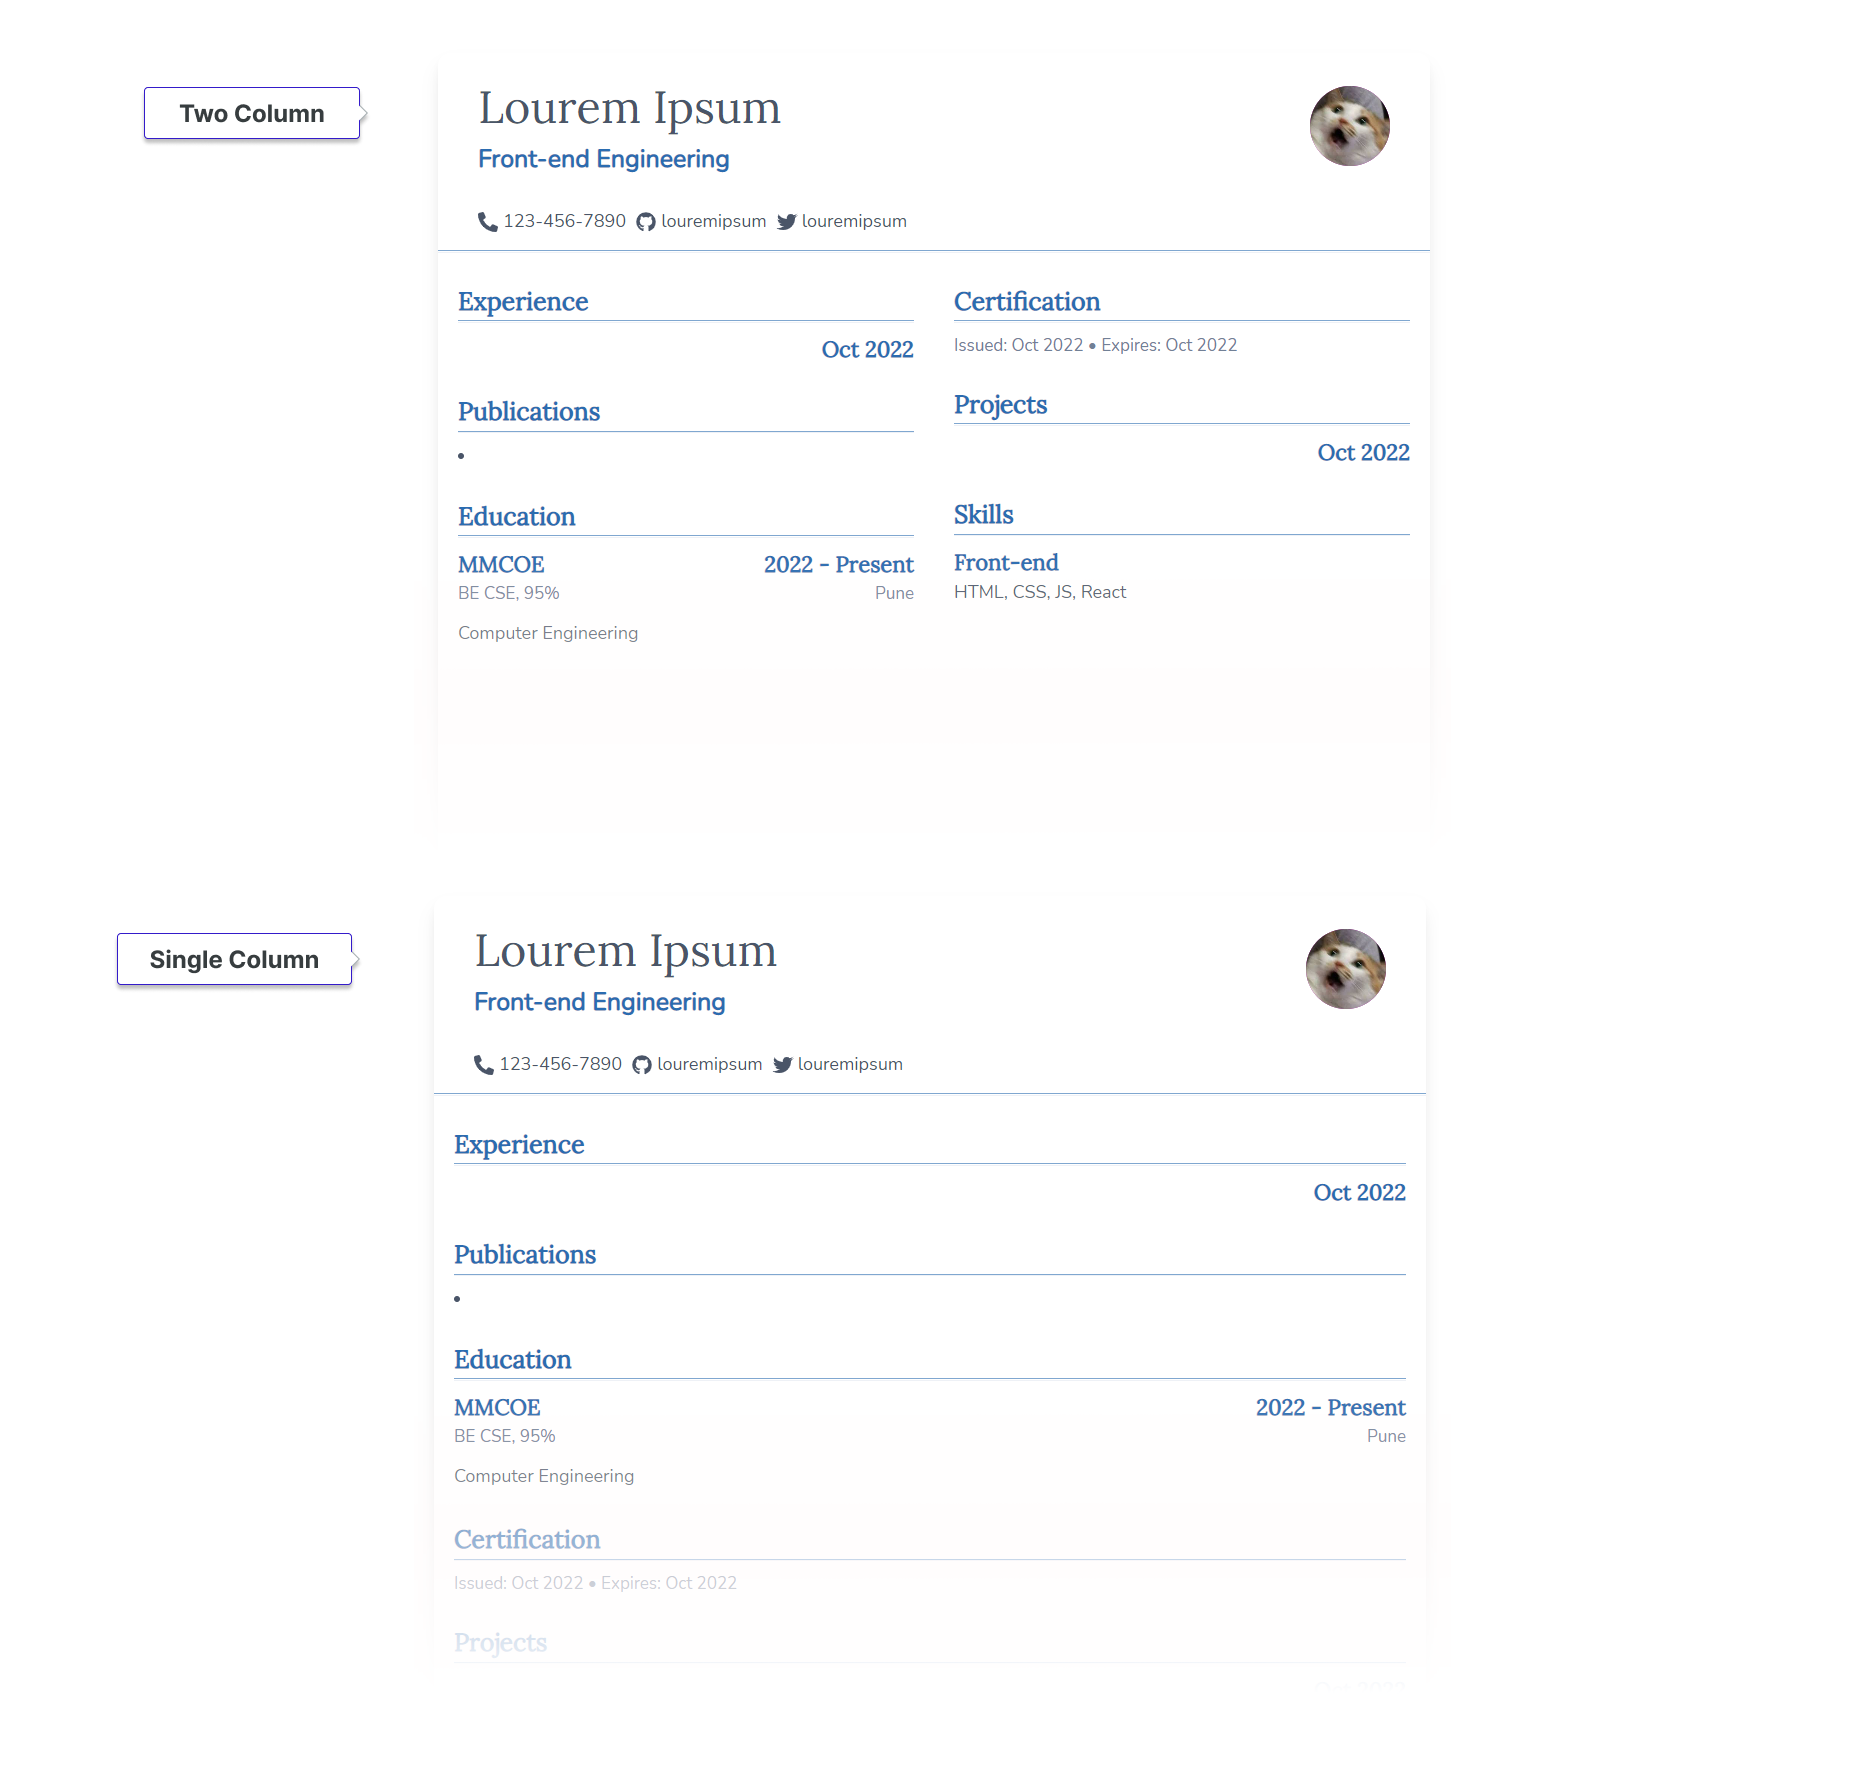 Two Column
Lourem Ipsum
Front-end Engineering
123-456-7890 louremipsum louremipsum
Experience
Oct 2022
Publications
•
Education
MMCOE 2022 - Present
BE CSE, 95% Pune
Computer Engineering
Certification
Issued: Oct 2022 • Expires: Oct 2022
Projects
Oct 2022
Skills
Front-end
HTML, CSS, JS, React
Single Column
Lourem Ipsum
Front-end Engineering
123-456-7890 louremipsum louremipsum
Experience
Oct 2022
Publications
•
Education
MMCOE 2022 - Present
BE CSE, 95% Pune
Computer Engineering
Certification
Issued: Oct 2022 • Expires: Oct 2022
Projects
Oct 2022